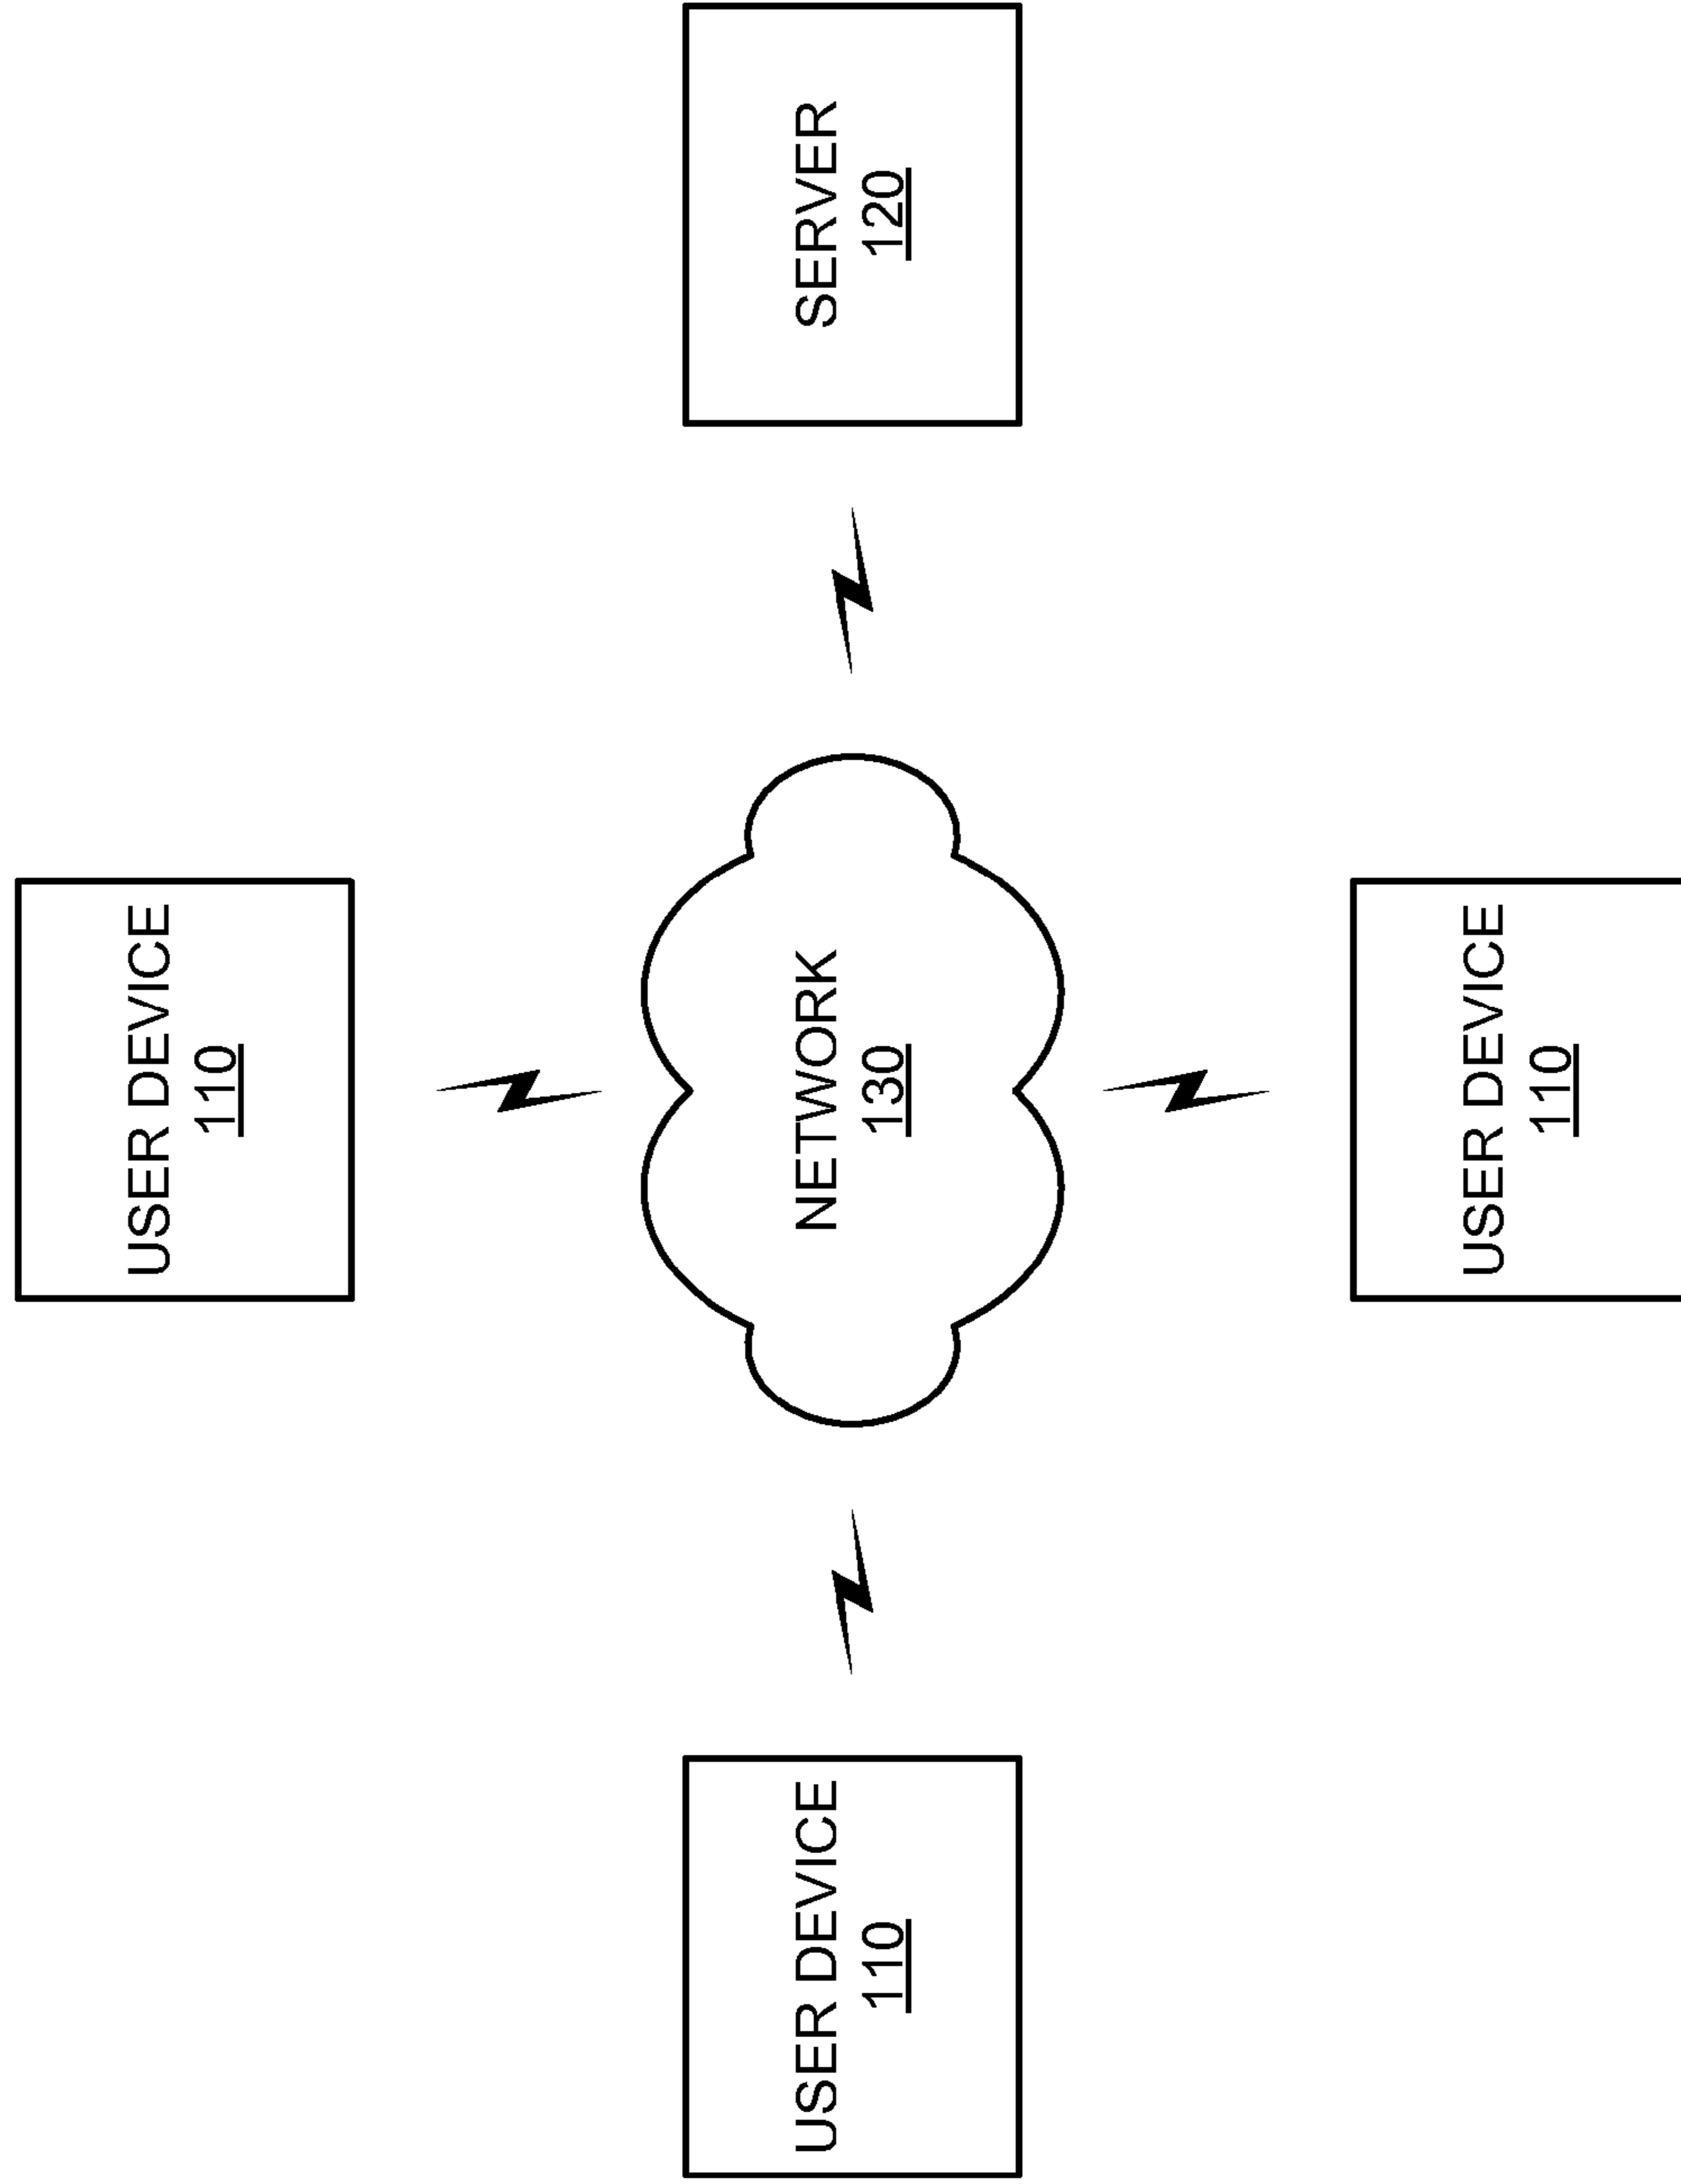 USER DEVICE
110
USER DEVICE
110
NETWORK
130
SERVER
120
USER DEVICE
110